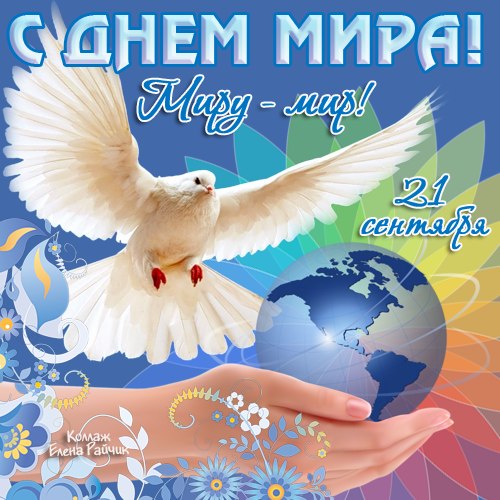 С ДНЕМ МИРА!
Миру - мир!
21
сентября
Коллаж
Елена Райчик